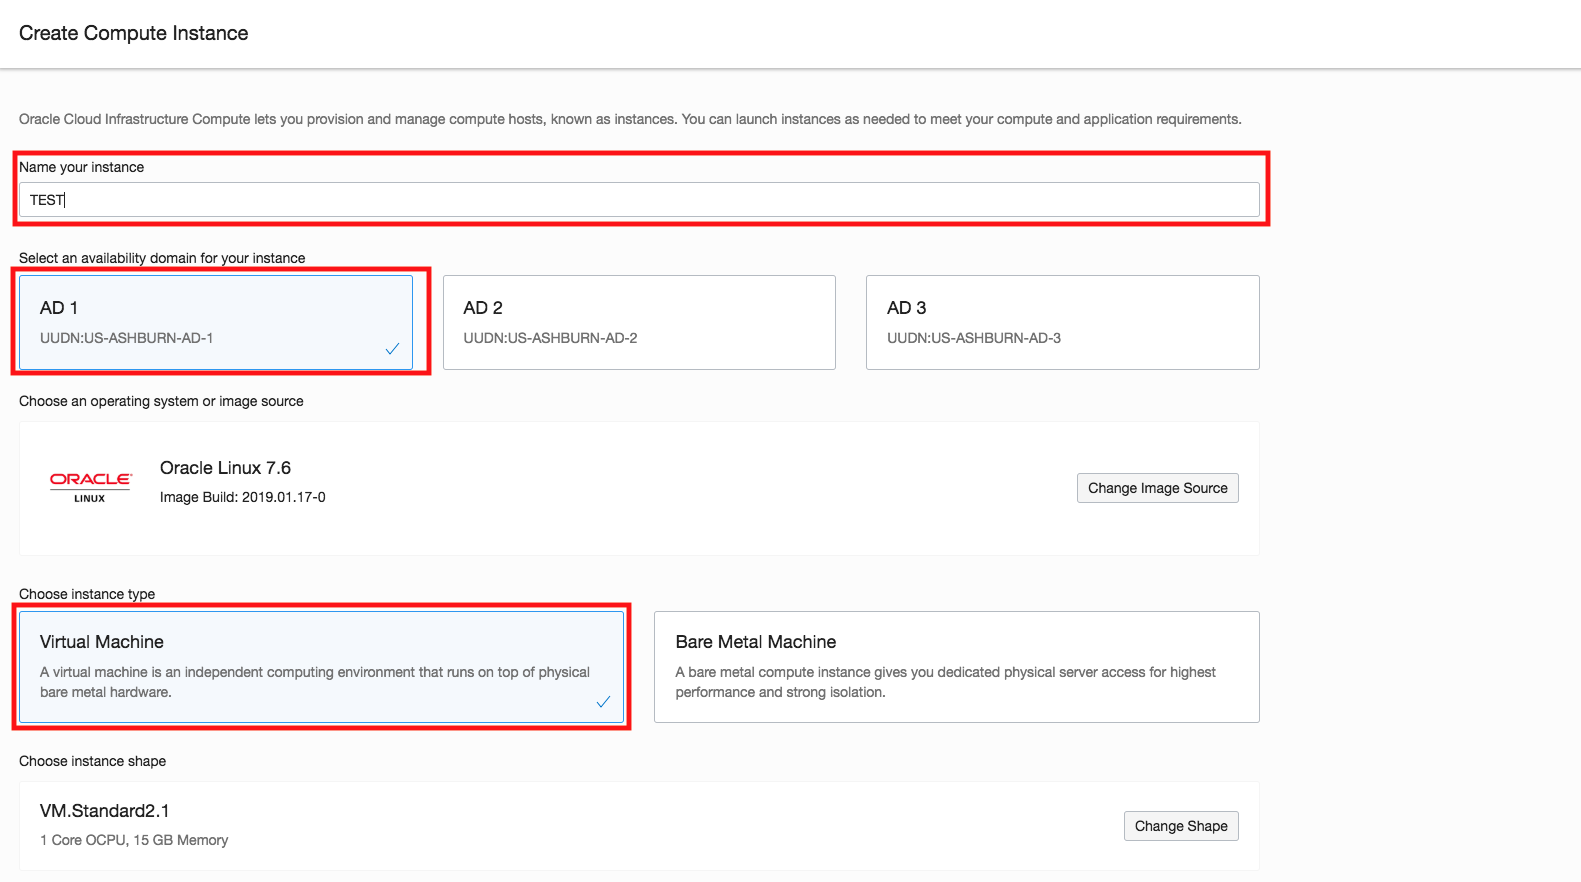 Create Compute Instance
Oracle Cloud Infrastructure Compute lets you provision and manage compute hosts, known as instances. You can launch instances as needed to meet your compute and application requirements.
Name your instance
TEST
Select an availability domain for your instance
AD 1
UUDN:US-ASHBURN-AD-1
AD 2
UUDN:US-ASHBURN-AD-2
AD 3
UUDN:US-ASHBURN-AD-3
Choose an operating system or image source
ORACLE
LINUX
Oracle Linux 7.6
Image Build: 2019.01.17-0
Change Image Source
Choose instance type
Virtual Machine
A virtual machine is an independent computing environment that runs on top of physical
bare metal hardware.
Bare Metal Machine
A bare metal compute instance gives you dedicated physical server access for highest
performance and strong isolation.
Choose instance shape
VM.Standard2.1
1 Core OCPU, 15 GB Memory
Change Shape